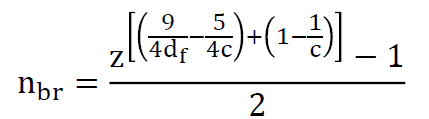 n_br = (z^[(9/(4d_f) − 5/(4c)) + (1 − 1/c)] − 1) / 2